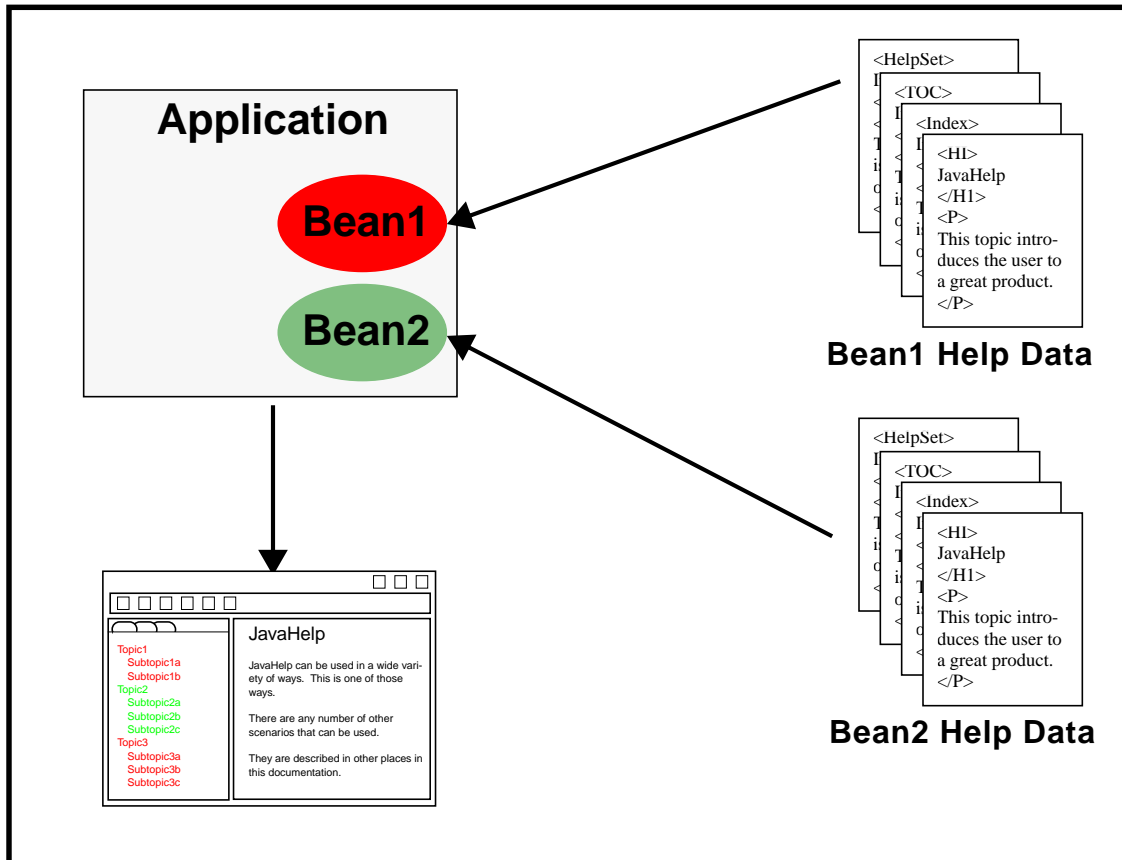 Application
Bean1
Bean2
<HelpSet>
<TOC>
<Index>
<H1>
JavaHelp
</H1>
<P>
This topic intro-
duces the user to
a great product.
</P>
Bean1 Help Data
<HelpSet>
<TOC>
<Index>
<H1>
JavaHelp
</H1>
<P>
This topic intro-
duces the user to
a great product.
</P>
Bean2 Help Data
Topic1
Subtopic1a
Subtopic1b
Topic2
Subtopic2a
Subtopic2b
Subtopic2c
Topic3
Subtopic3a
Subtopic3b
Subtopic3c
JavaHelp
JavaHelp can be used in a wide vari-
ety of ways. This is one of those
ways.
There are any number of other
scenarios that can be used.
They are described in other places in
this documentation.